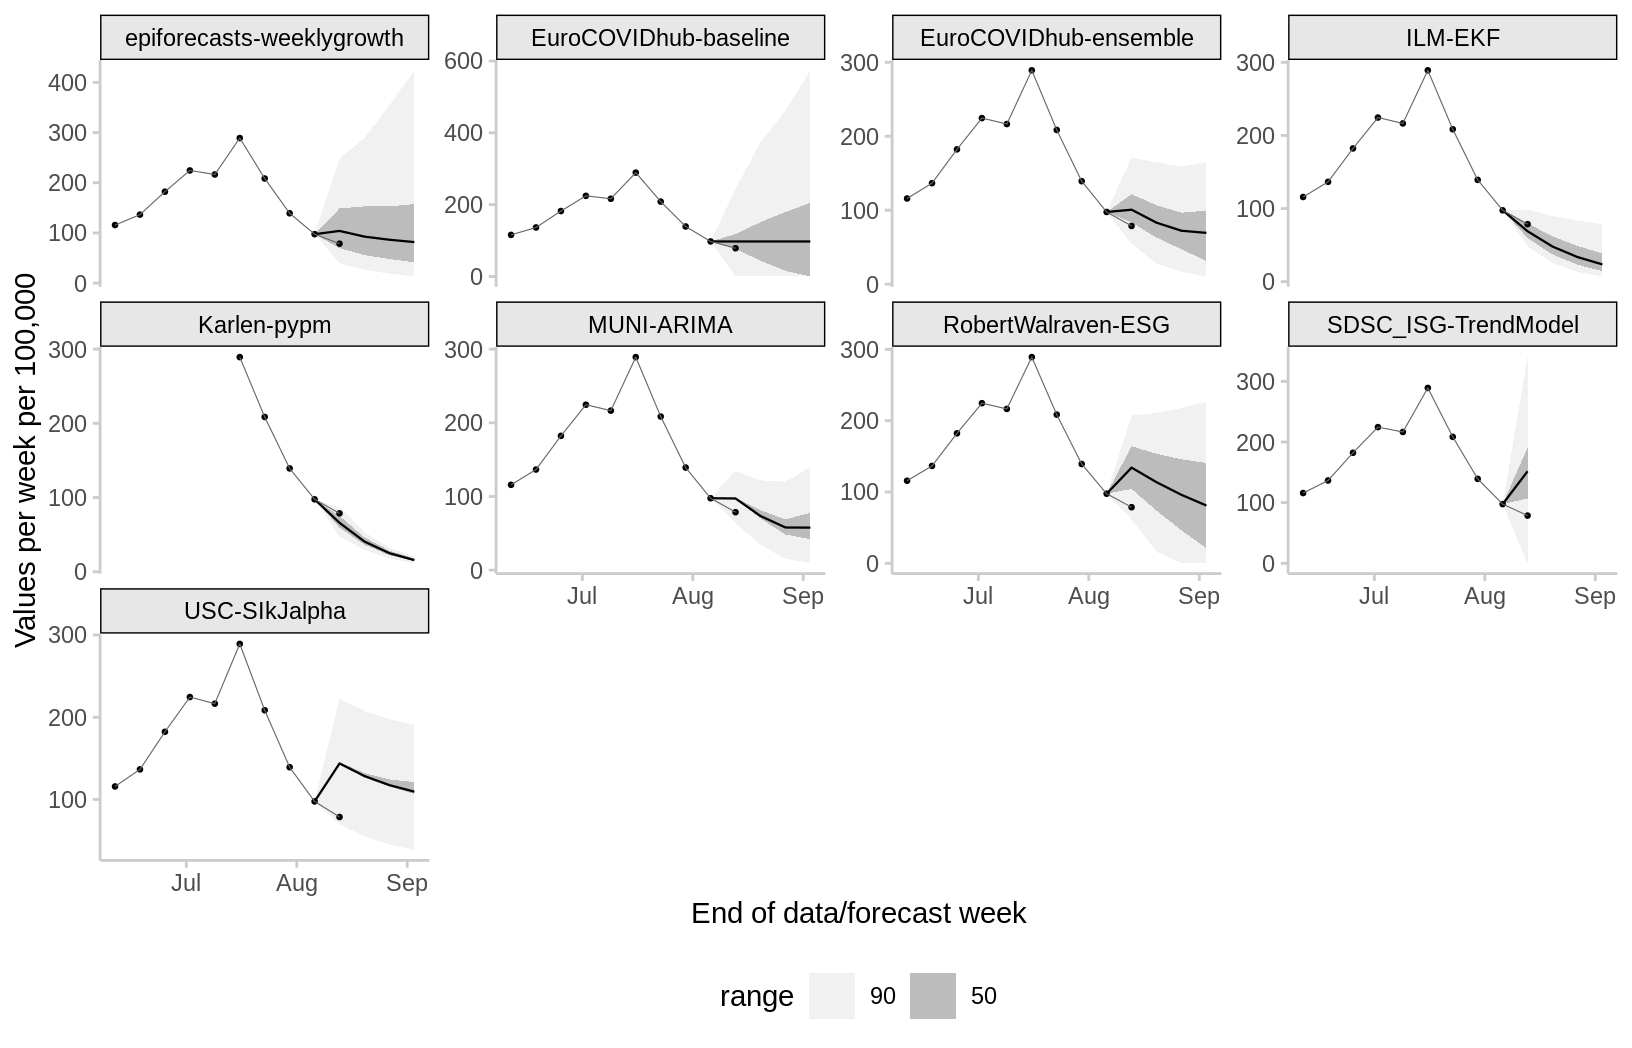 epiforecasts-weeklygrowth
EuroCOVIDhub-baseline
EuroCOVIDhub-ensemble
ILM-EKF
400
300
200
100
0
600
400
200
0
300
200
100
0
300
200
100
0
Values per week per 100,000
Karlen-pypm
MUNI-ARIMA
RobertWalraven-ESG
SDSC_ISG-TrendModel
300
200
100
0
300
200
100
0
300
200
100
0
300
200
100
0
Jul Aug Sep
Jul Aug Sep
Jul Aug Sep
USC-SIkJalpha
300
200
100
Jul Aug Sep
End of data/forecast week
range 90 50